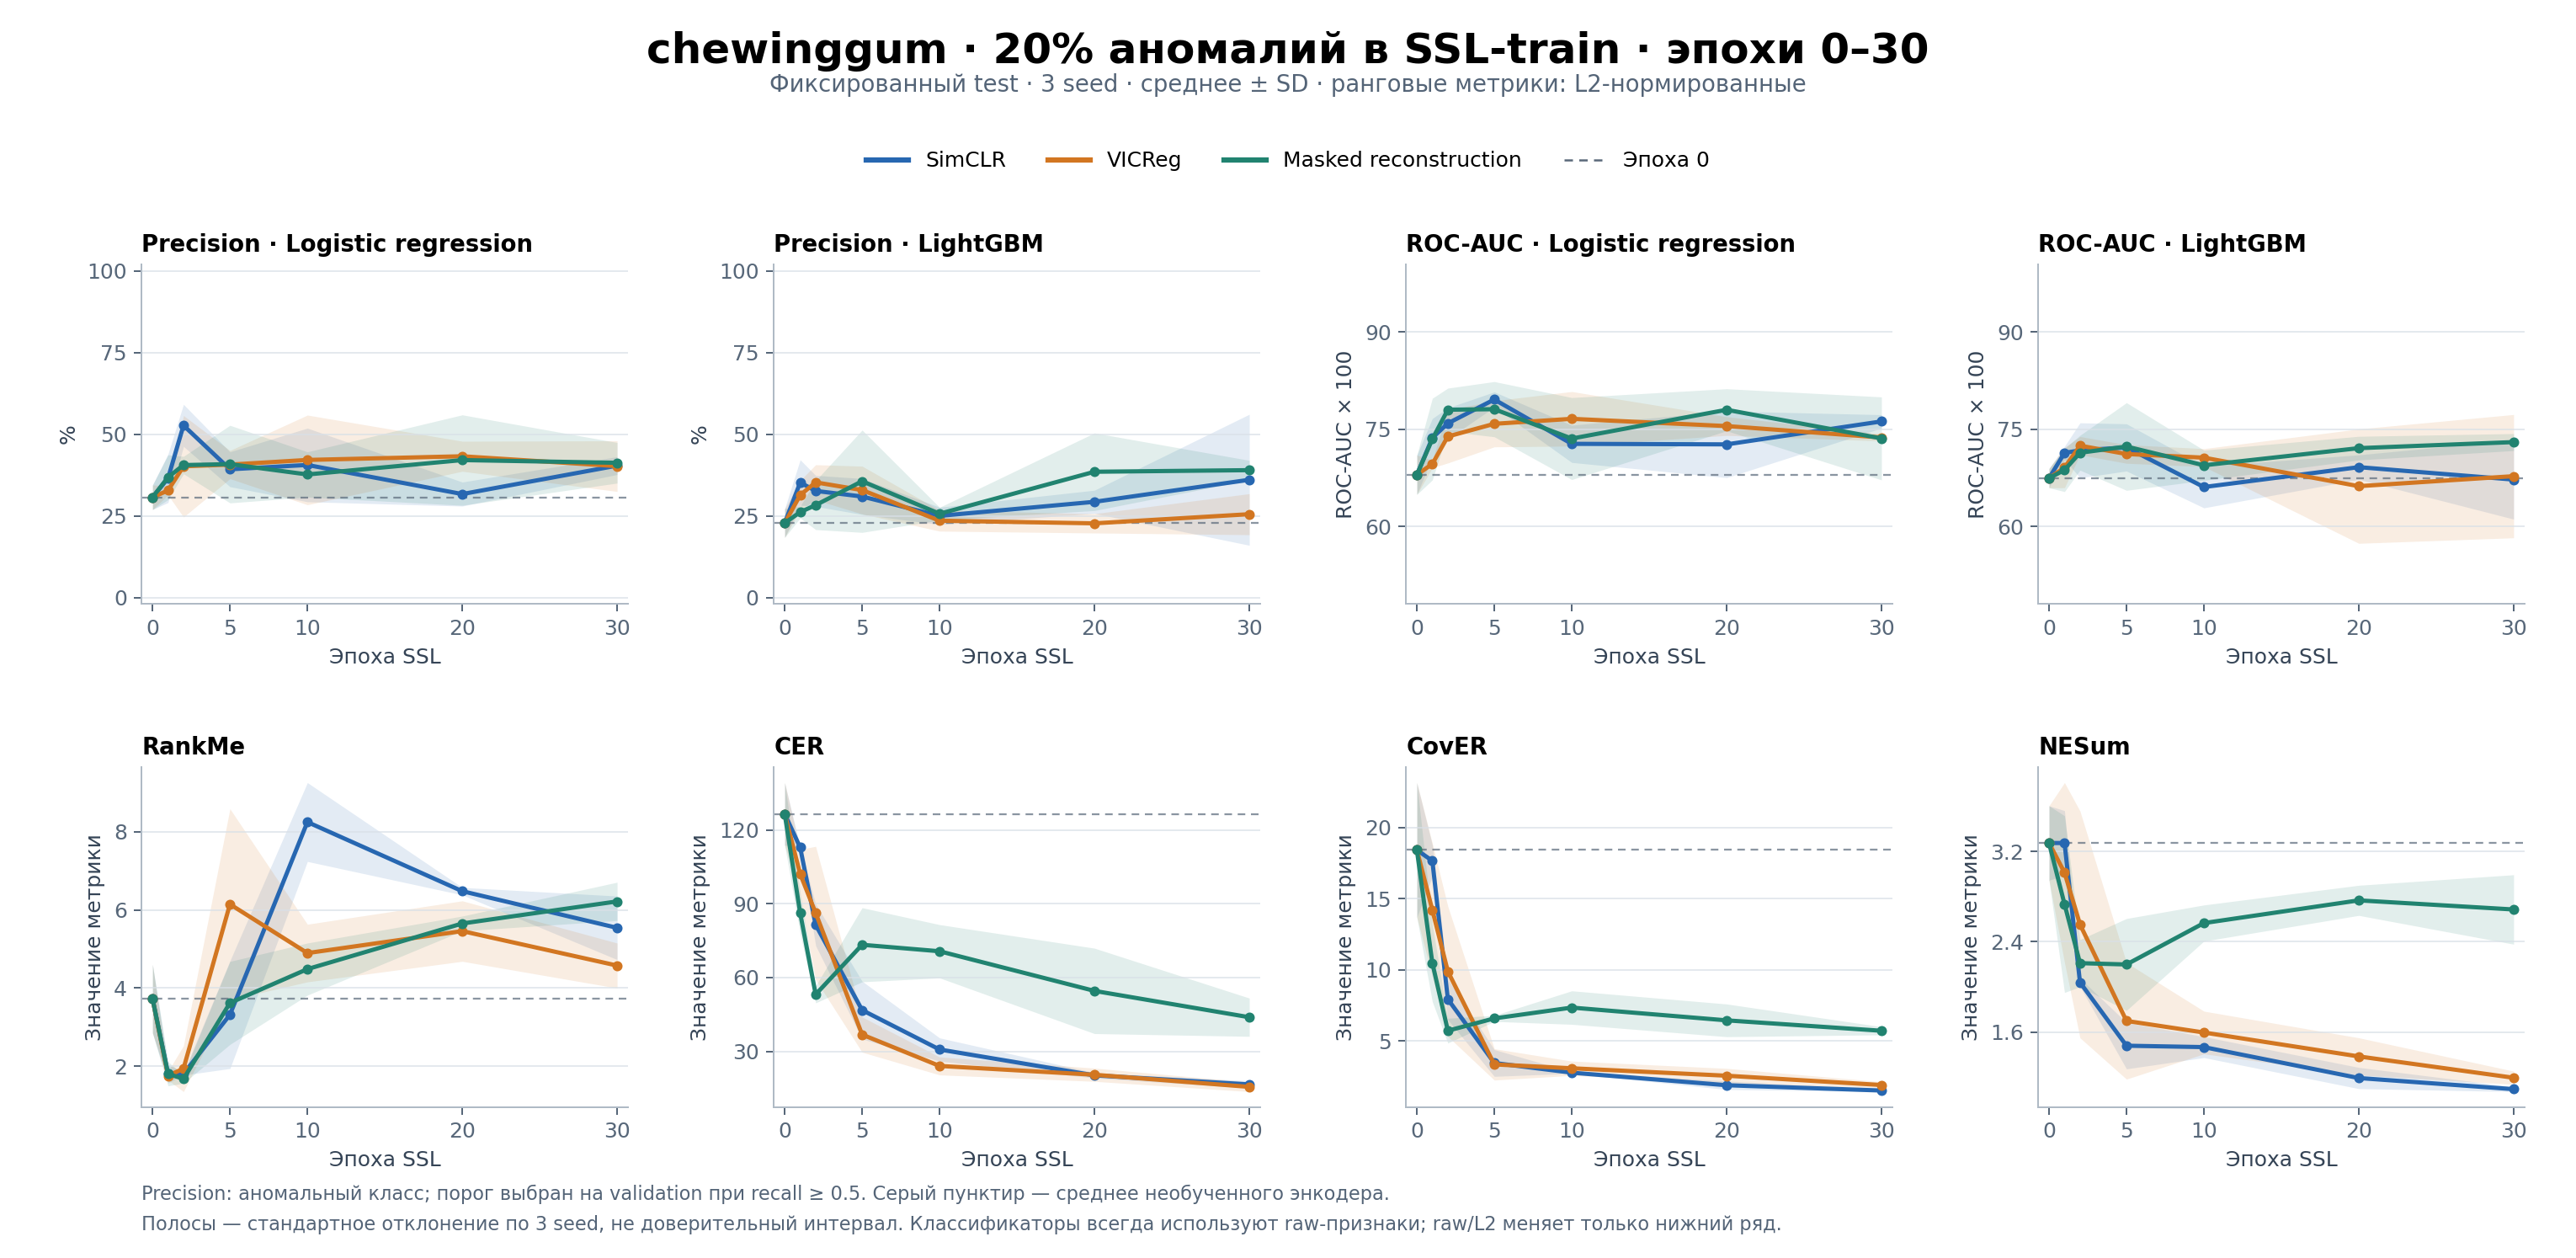 chewinggum · 20% аномалий в SSL-train · эпохи 0–30
Фиксированный test · 3 seed · среднее ± SD · ранговые метрики: L2-нормированные
SimCLR VICReg Masked reconstruction Эпоха 0
Precision · Logistic regression
100
75
50
25
0
%
0 5 10 20 30
Эпоха SSL
Precision · LightGBM
100
75
50
25
0
%
0 5 10 20 30
Эпоха SSL
ROC-AUC · Logistic regression
90
75
60
ROC-AUC × 100
0 5 10 20 30
Эпоха SSL
ROC-AUC · LightGBM
90
75
60
ROC-AUC × 100
0 5 10 20 30
Эпоха SSL
RankMe
8
6
4
2
Значение метрики
0 5 10 20 30
Эпоха SSL
CER
120
90
60
30
Значение метрики
0 5 10 20 30
Эпоха SSL
CovER
20
15
10
5
Значение метрики
0 5 10 20 30
Эпоха SSL
NESum
3.2
2.4
1.6
Значение метрики
0 5 10 20 30
Эпоха SSL
Precision: аномальный класс; порог выбран на validation при recall ≥ 0.5. Серый пунктир — среднее необученного энкодера.
Полосы — стандартное отклонение по 3 seed, не доверительный интервал. Классификаторы всегда используют raw-признаки; raw/L2 меняет только нижний ряд.